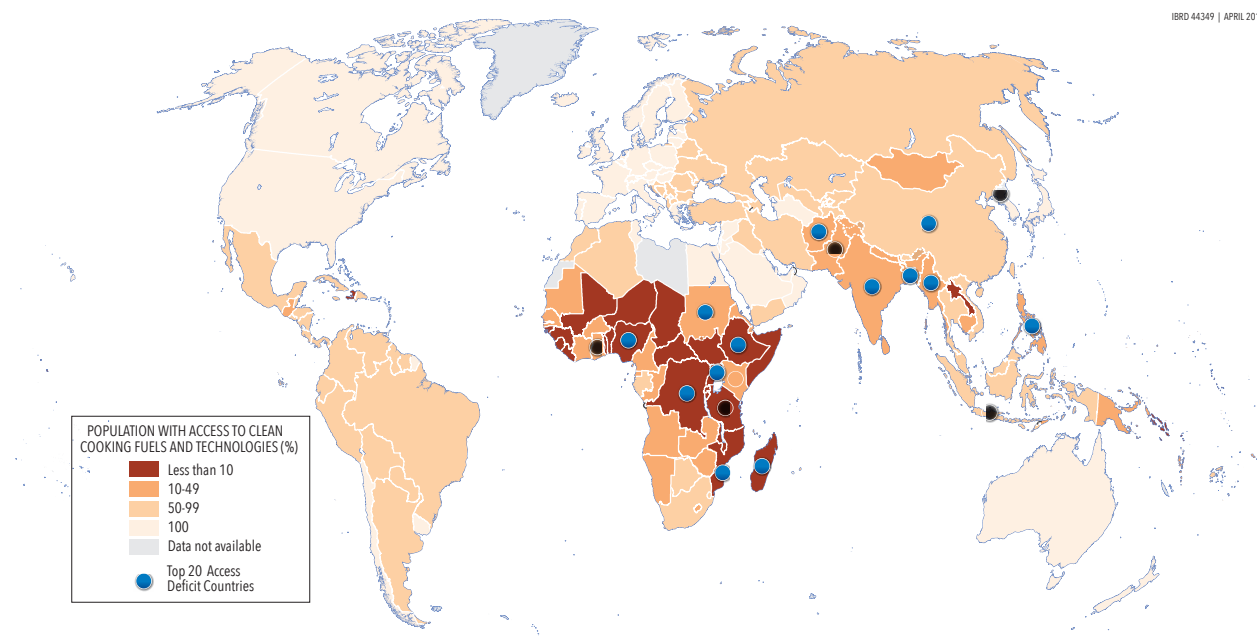 IBRD 44349 | APRIL 201
POPULATION WITH ACCESS TO CLEAN
COOKING FUELS AND TECHNOLOGIES (%)
Less than 10
10-49
50-99
100
Data not available
Top 20 Access
Deficit Countries